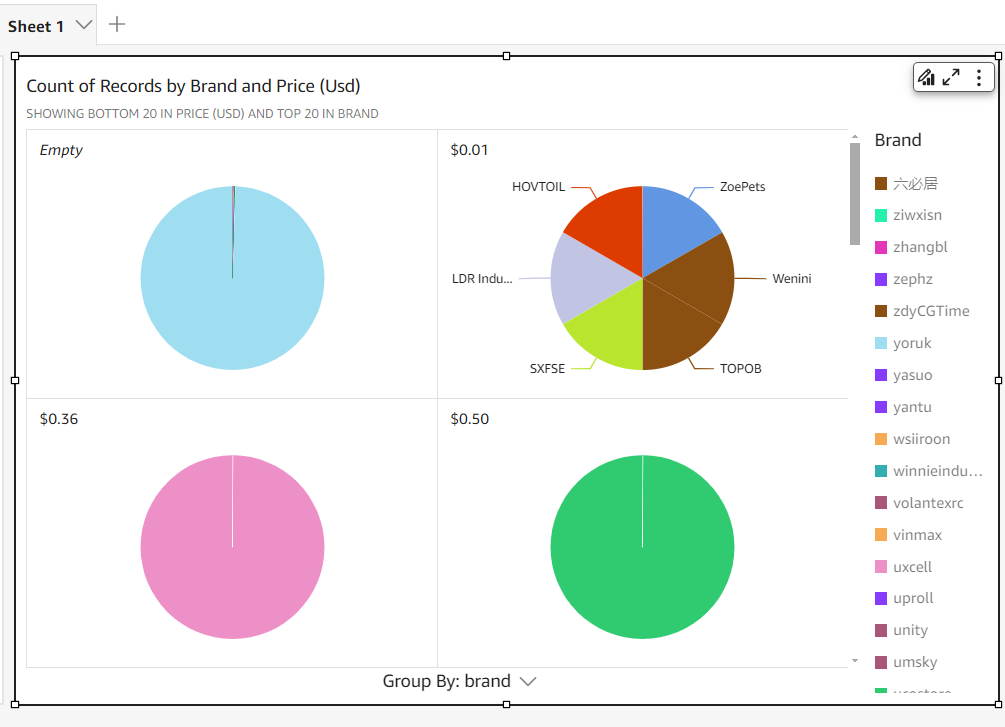 Sheet 1
Count of Records by Brand and Price (Usd)
SHOWING BOTTOM 20 IN PRICE (USD) AND TOP 20 IN BRAND
Empty
$0.01
HOVTOIL
ZoePets
LDR Indu...
Wenini
SXFSE
TOPOB
$0.36
$0.50
Group By: brand
Brand
六必居
ziwxisn
zhangbl
zephz
zdyCGTime
yoruk
yasuo
yantu
wsiiroon
winnieindu...
volantexrc
vinmax
uxcell
uproll
unity
umsky